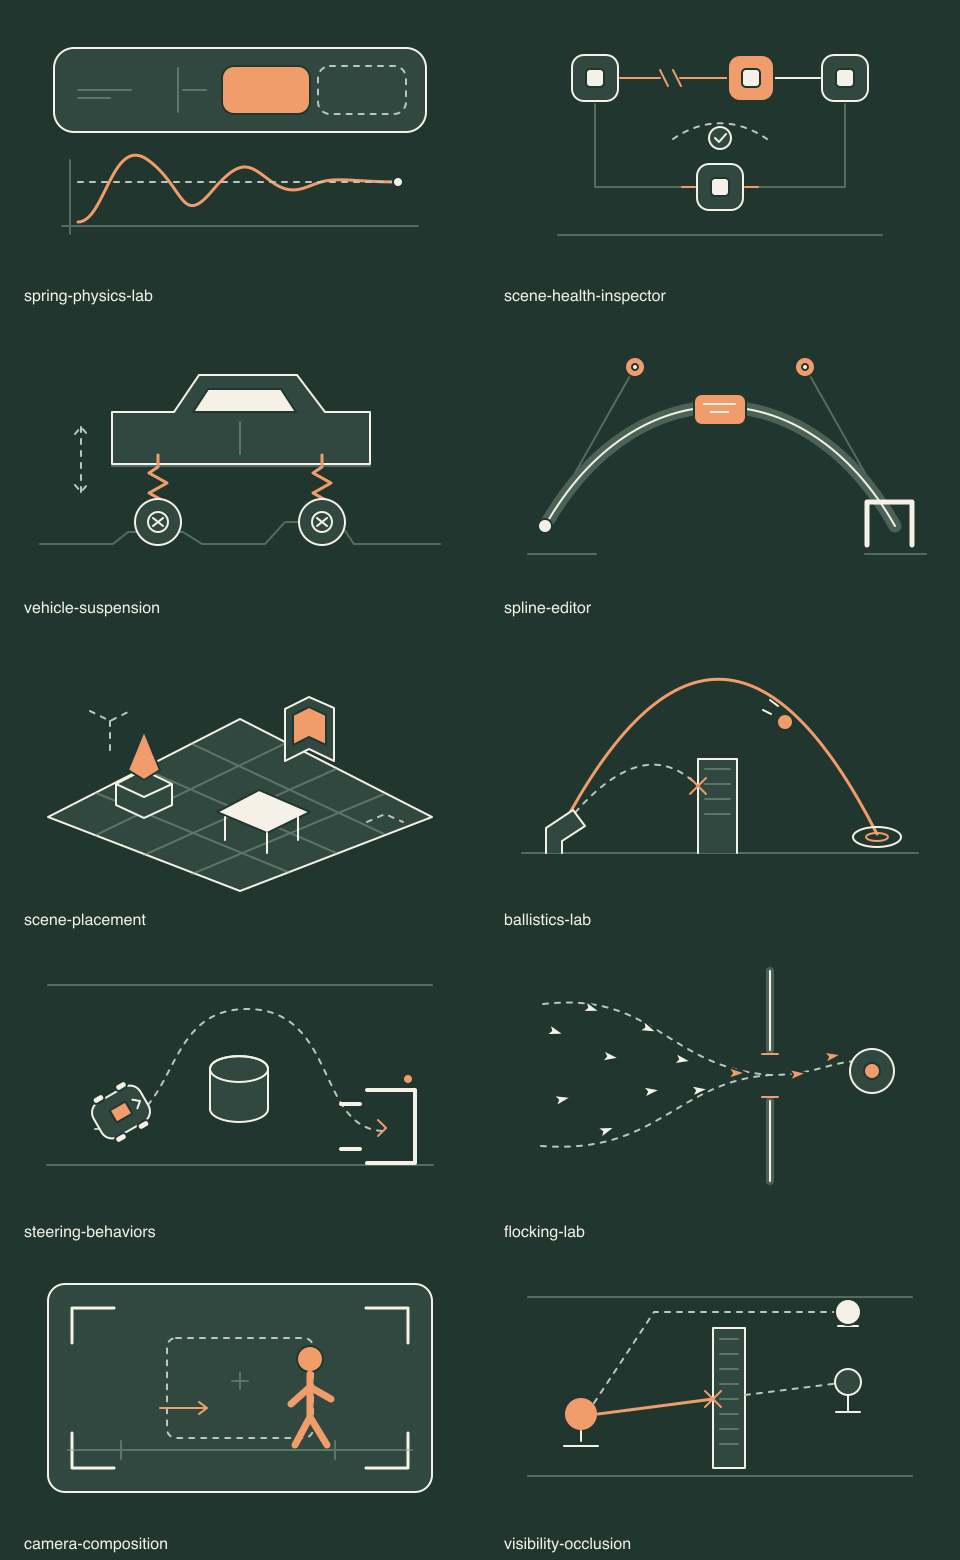 spring-physics-lab
scene-health-inspector
vehicle-suspension
spline-editor
scene-placement
ballistics-lab
steering-behaviors
flocking-lab
camera-composition
visibility-occlusion